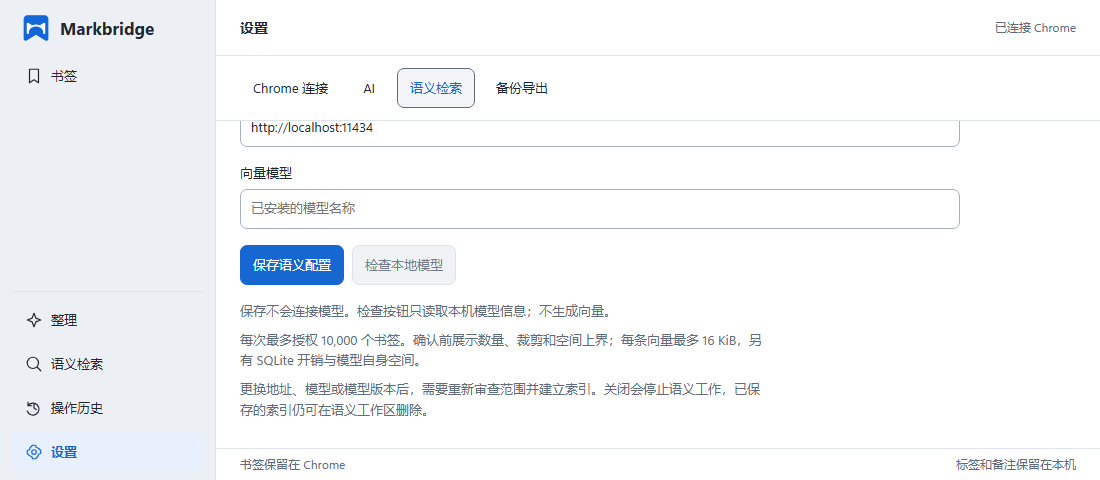 Markbridge
书签
整理
语义检索
操作历史
设置
设置
已连接 Chrome
Chrome 连接
AI
语义检索
备份导出
http://localhost:11434
向量模型
已安装的模型名称
保存语义配置
检查本地模型
保存不会连接模型。检查按钮只读取本机模型信息；不生成向量。
每次最多授权 10,000 个书签。确认前展示数量、裁剪和空间上界；每条向量最多 16 KiB，另
有 SQLite 开销与模型自身空间。
更换地址、模型或模型版本后，需要重新审查范围并建立索引。关闭会停止语义工作，已保
存的索引仍可在语义工作区删除。
书签保留在 Chrome
标签和备注保留在本机